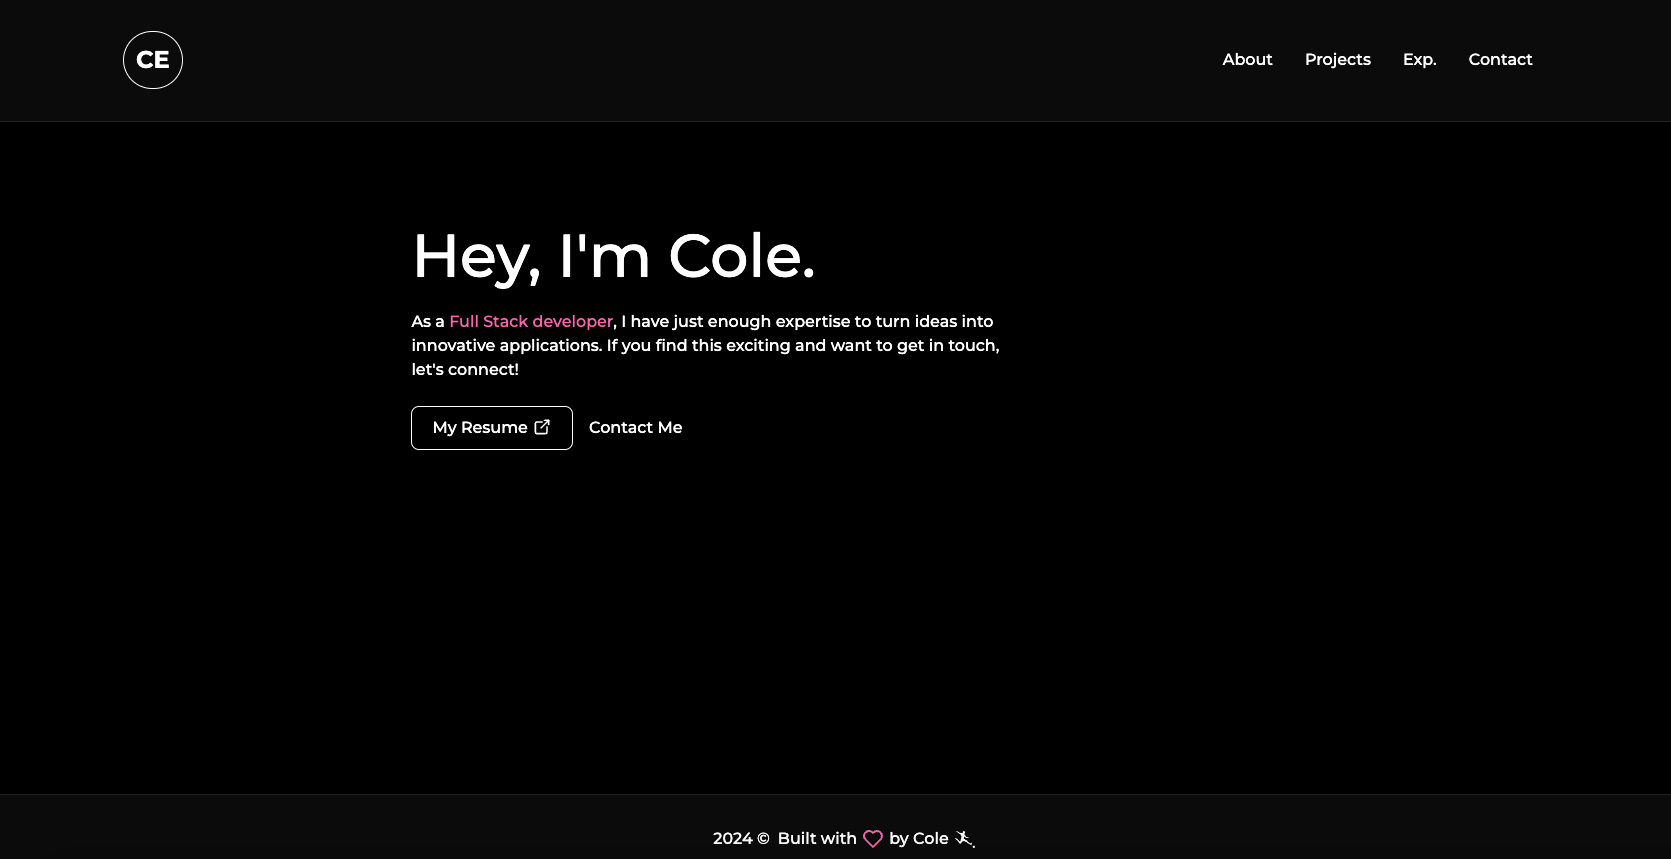 CE
About Projects Exp. Contact
Hey, I'm Cole.
As a Full Stack developer, I have just enough expertise to turn ideas into
innovative applications. If you find this exciting and want to get in touch,
let's connect!
My Resume Contact Me
2024 © Built with by Cole